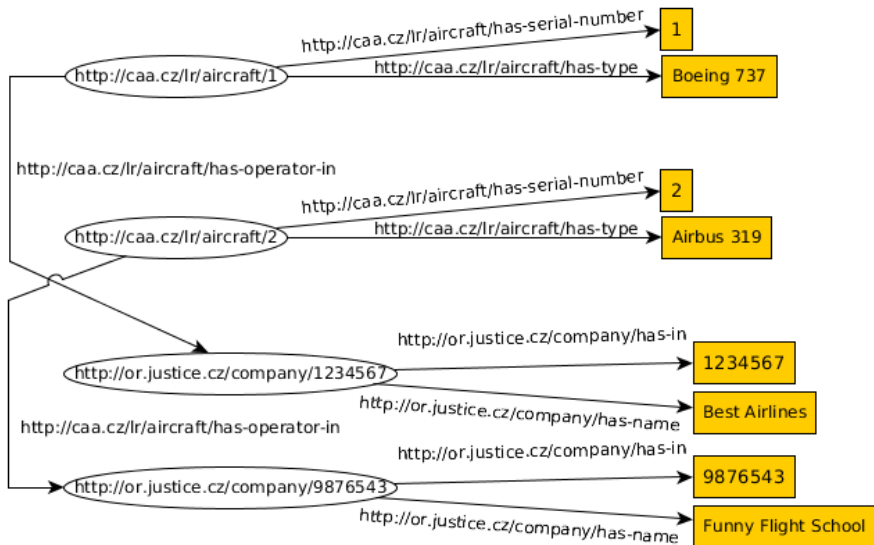 http://caa.cz/lr/aircraft/has-serial-number
1
http://caa.cz/lr/aircraft/1
http://caa.cz/lr/aircraft/has-type
Boeing 737
http://caa.cz/lr/aircraft/has-operator-in
http://caa.cz/lr/aircraft/has-serial-number
2
http://caa.cz/lr/aircraft/2
http://caa.cz/lr/aircraft/has-type
Airbus 319
http://or.justice.cz/company/has-in
1234567
http://or.justice.cz/company/1234567
http://or.justice.cz/company/has-name
Best Airlines
http://caa.cz/lr/aircraft/has-operator-in
http://or.justice.cz/company/has-in
9876543
http://or.justice.cz/company/9876543
http://or.justice.cz/company/has-name
Funny Flight School